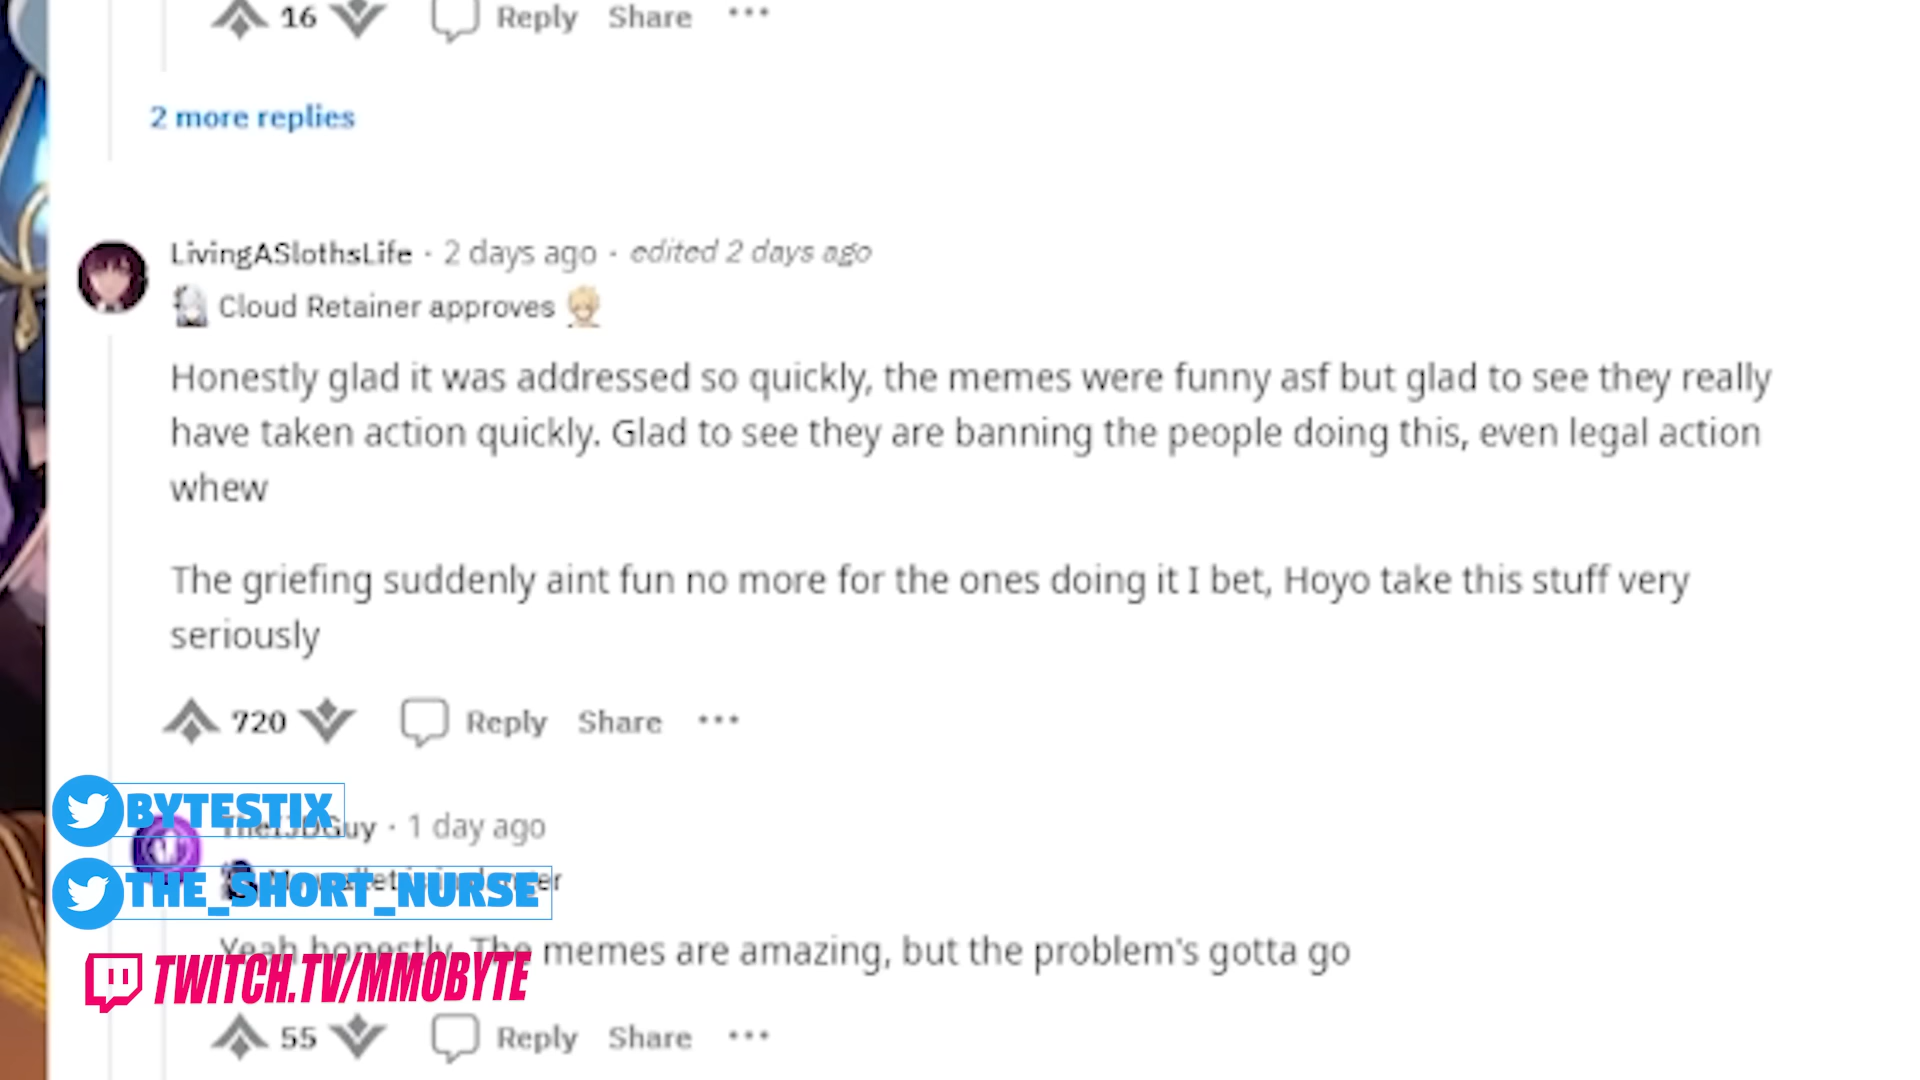 16 Reply Share ...
2 more replies
LivingASlothsLife · 2 days ago · edited 2 days ago
Cloud Retainer approves
Honestly glad it was addressed so quickly, the memes were funny asf but glad to see they really
have taken action quickly. Glad to see they are banning the people doing this, even legal action
whew
The griefing suddenly aint fun no more for the ones doing it I bet, Hoyo take this stuff very
seriously
720 Reply Share ...
BYTESTIX
· 1 day ago
THE_SHORT_NURSE
Yeah honestly. The memes are amazing, but the problem's gotta go
TWITCH.TV/MMOBYTE
55 Reply Share ...